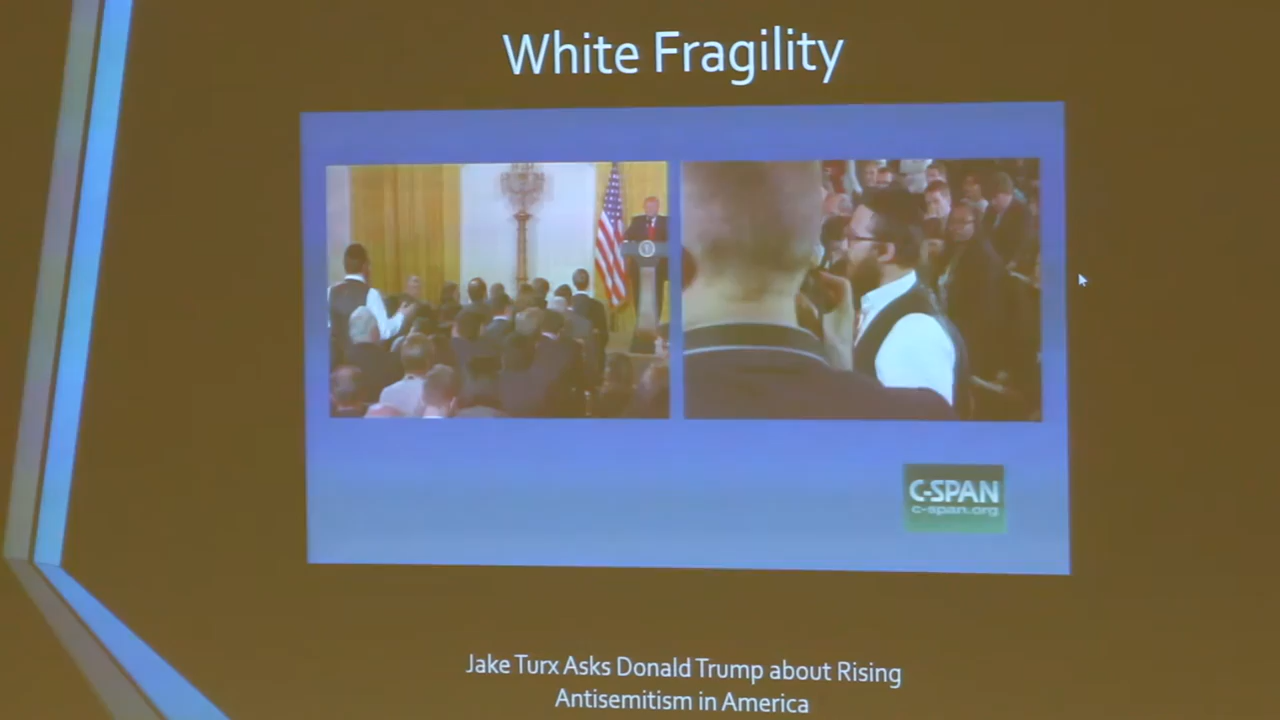 White Fragility
C-SPAN
c-span.org
Jake Turx Asks Donald Trump about Rising
Antisemitism in America